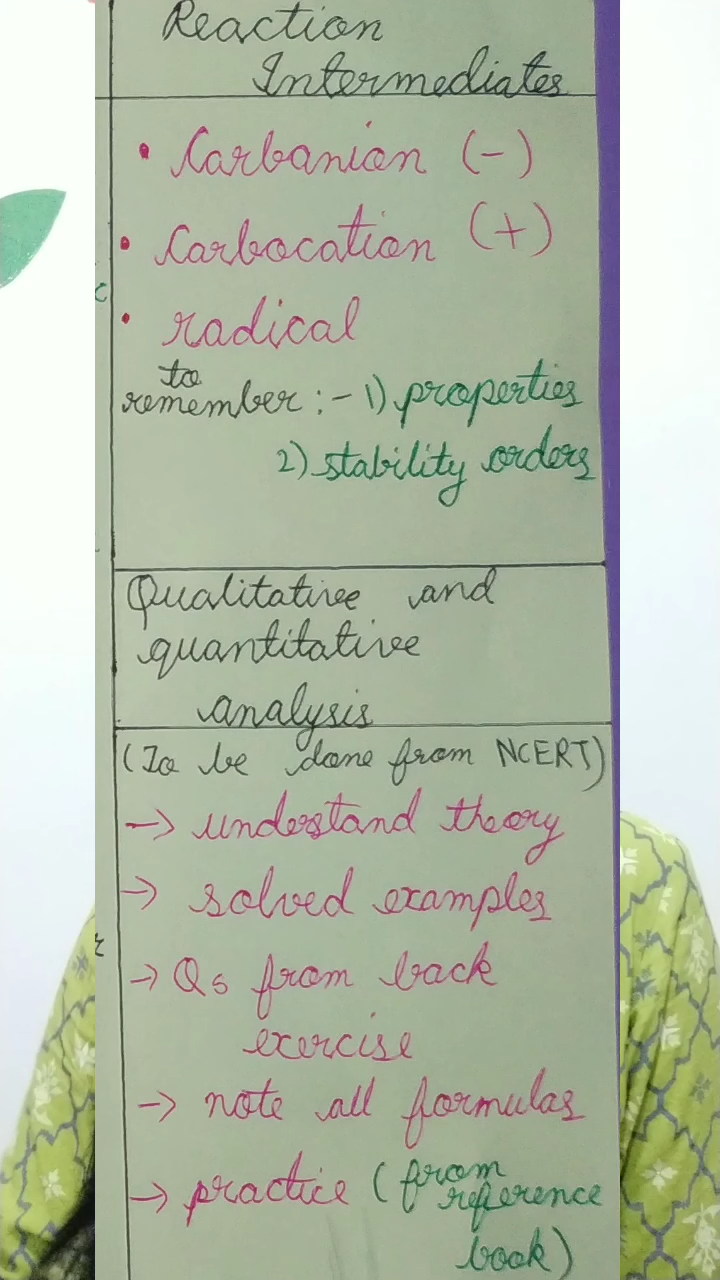 Reaction
Intermediates
• Carbanion (-)
• Carbocation (+)
• radical
to
remember :- 1) properties
2) stability orders
Qualitative and
quantitative
analysis
(To be done from NCERT)
→ understand theory
→ solved examples
→ Qs from back
exercise
→ note all formulas
→ practice (from
reference
book)